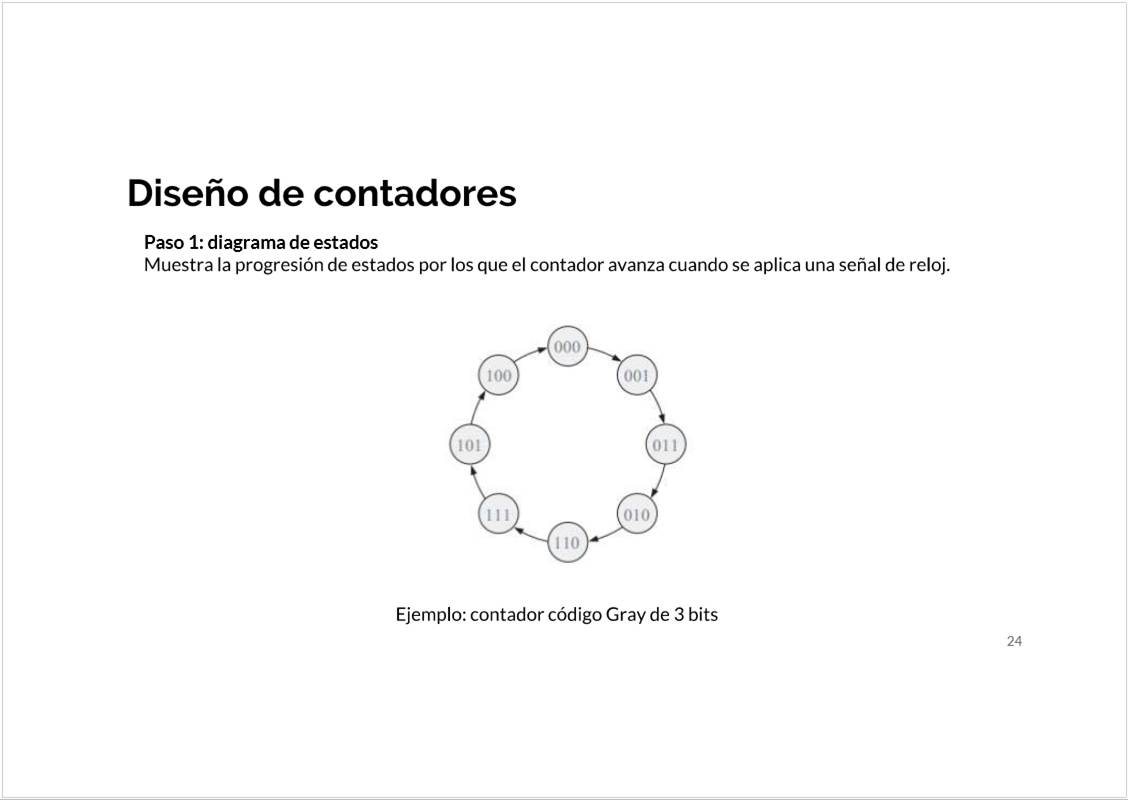 Diseño de contadores
Paso 1: diagrama de estados
Muestra la progresión de estados por los que el contador avanza cuando se aplica una señal de reloj.
000
001
011
010
110
111
101
100
Ejemplo: contador código Gray de 3 bits
24